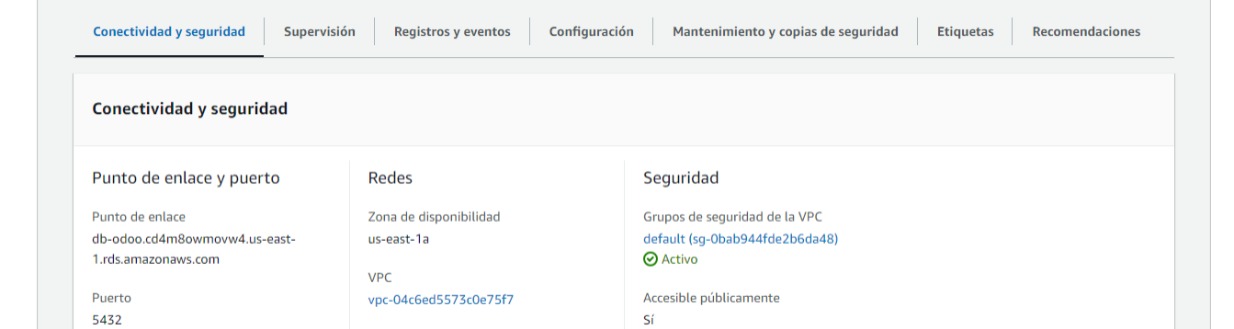 Conectividad y seguridad
Supervisión
Registros y eventos
Configuración
Mantenimiento y copias de seguridad
Etiquetas
Recomendaciones
Conectividad y seguridad
Punto de enlace y puerto
Punto de enlace
db-odoo.cd4m8owmovw4.us-east-
1.rds.amazonaws.com
Puerto
5432
Redes
Zona de disponibilidad
us-east-1a
VPC
vpc-04c6ed5573c0e75f7
Seguridad
Grupos de seguridad de la VPC
default (sg-0bab944fde2b6da48)
Activo
Accesible públicamente
Sí